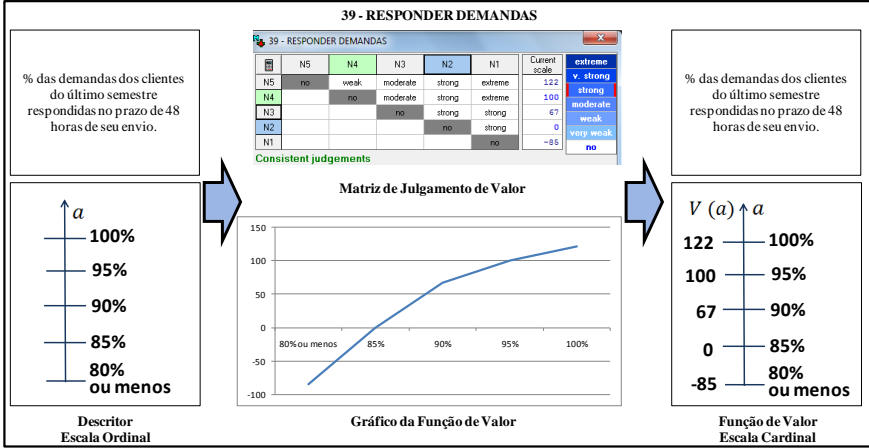 39 - RESPONDER DEMANDAS
% das demandas dos clientes
do último semestre
respondidas no prazo de 48
horas de seu envio.
39 - RESPONDER DEMANDAS
N5 N4 N3 N2 N1 Current scale
N5 no weak moderate strong extreme 122
N4 no moderate strong extreme 100
N3 no strong strong 67
N2 no strong 0
N1 no -85
extreme
v. strong
strong
moderate
weak
very weak
no
Consistent judgements
Matriz de Julgamento de Valor
% das demandas dos clientes
do último semestre
respondidas no prazo de 48
horas de seu envio.
a
100%
95%
90%
85%
80%
ou menos
Descritor
Escala Ordinal
150
100
50
0
-50
-100
80% ou menos 85% 90% 95% 100%
Gráfico da Função de Valor
V (a) a
122 100%
100 95%
67 90%
0 85%
-85 80%
ou menos
Função de Valor
Escala Cardinal